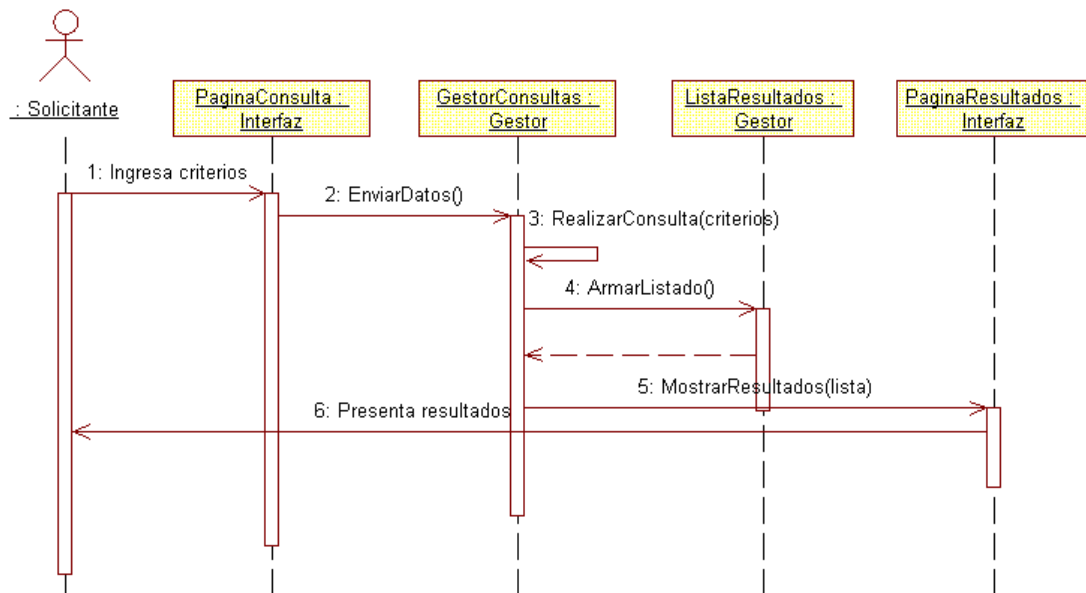 : Solicitante
PaginaConsulta :
Interfaz
GestorConsultas :
Gestor
ListaResultados :
Gestor
PaginaResultados :
Interfaz
1: Ingresa criterios
2: EnviarDatos()
3: RealizarConsulta(criterios)
4: ArmarListado()
5: MostrarResultados(lista)
6: Presenta resultados